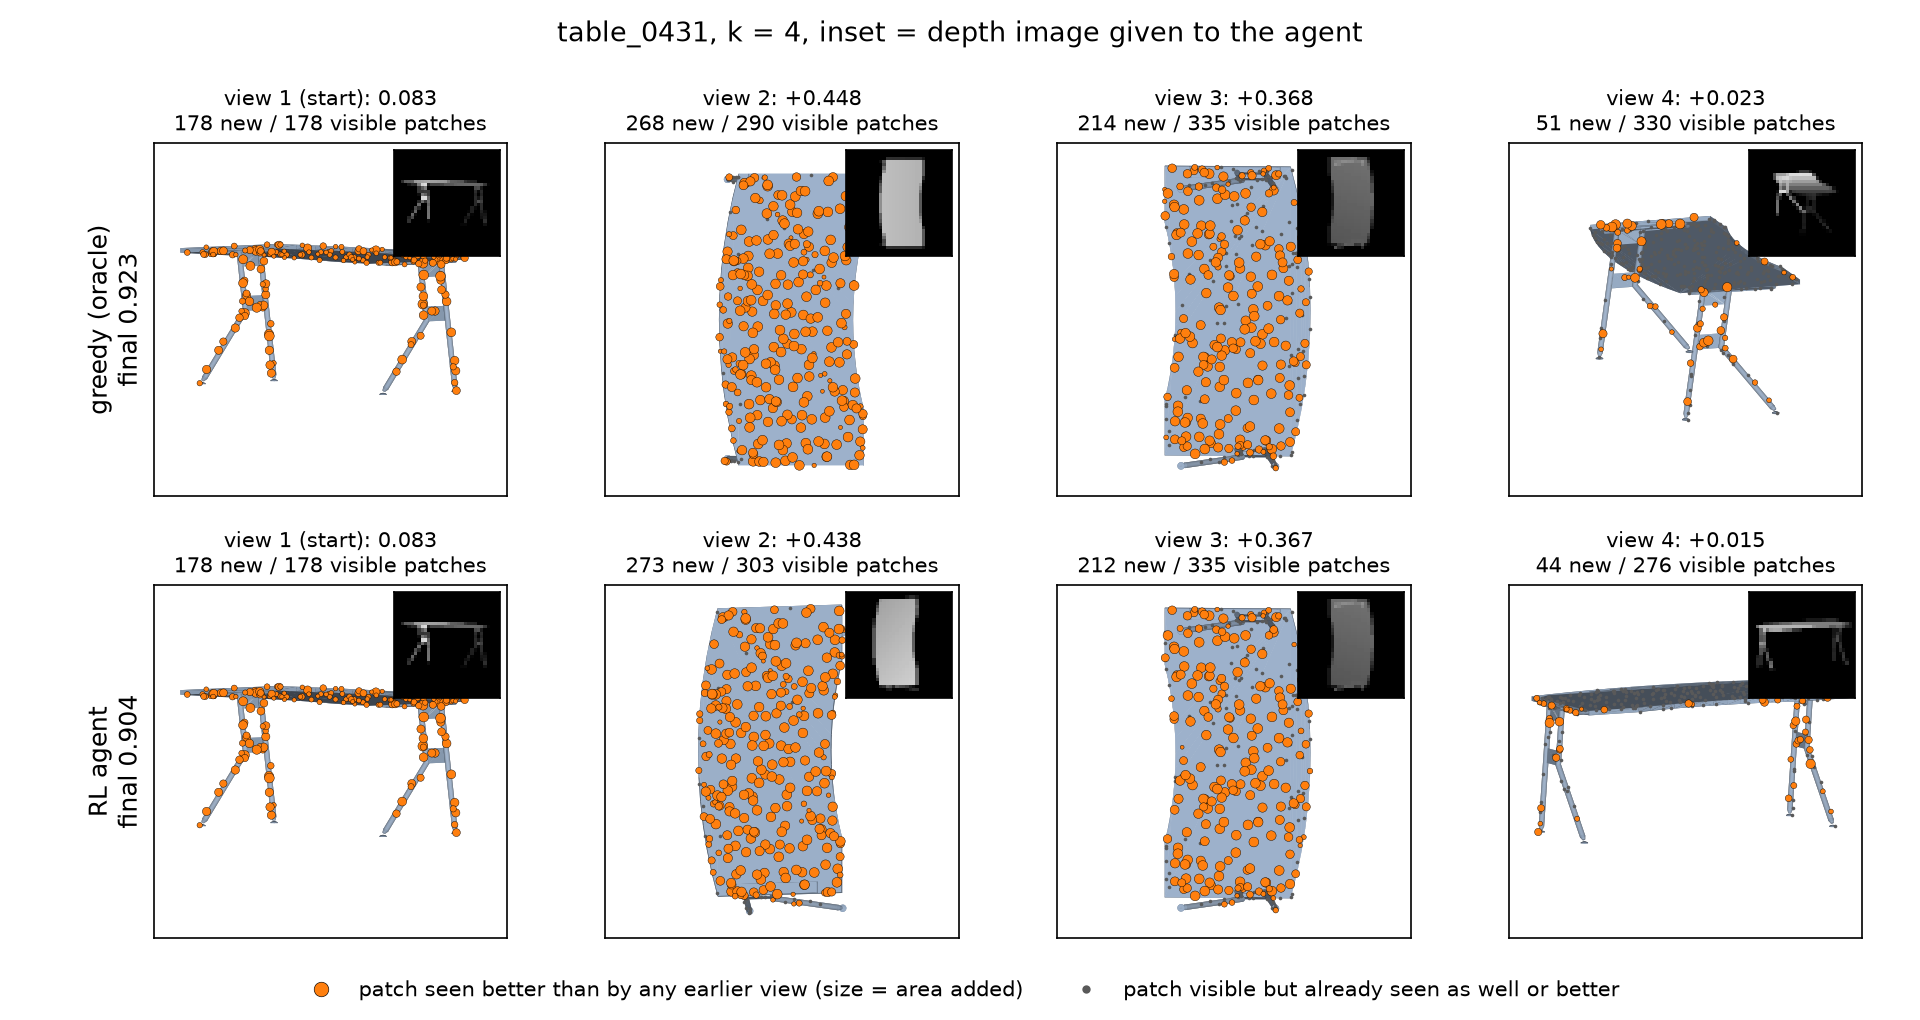 table_0431, k = 4, inset = depth image given to the agent
view 1 (start): 0.083
178 new / 178 visible patches
view 2: +0.448
268 new / 290 visible patches
view 3: +0.368
214 new / 335 visible patches
view 4: +0.023
51 new / 330 visible patches
greedy (oracle)
final 0.923
view 1 (start): 0.083
178 new / 178 visible patches
view 2: +0.438
273 new / 303 visible patches
view 3: +0.367
212 new / 335 visible patches
view 4: +0.015
44 new / 276 visible patches
RL agent
final 0.904
patch seen better than by any earlier view (size = area added)
patch visible but already seen as well or better